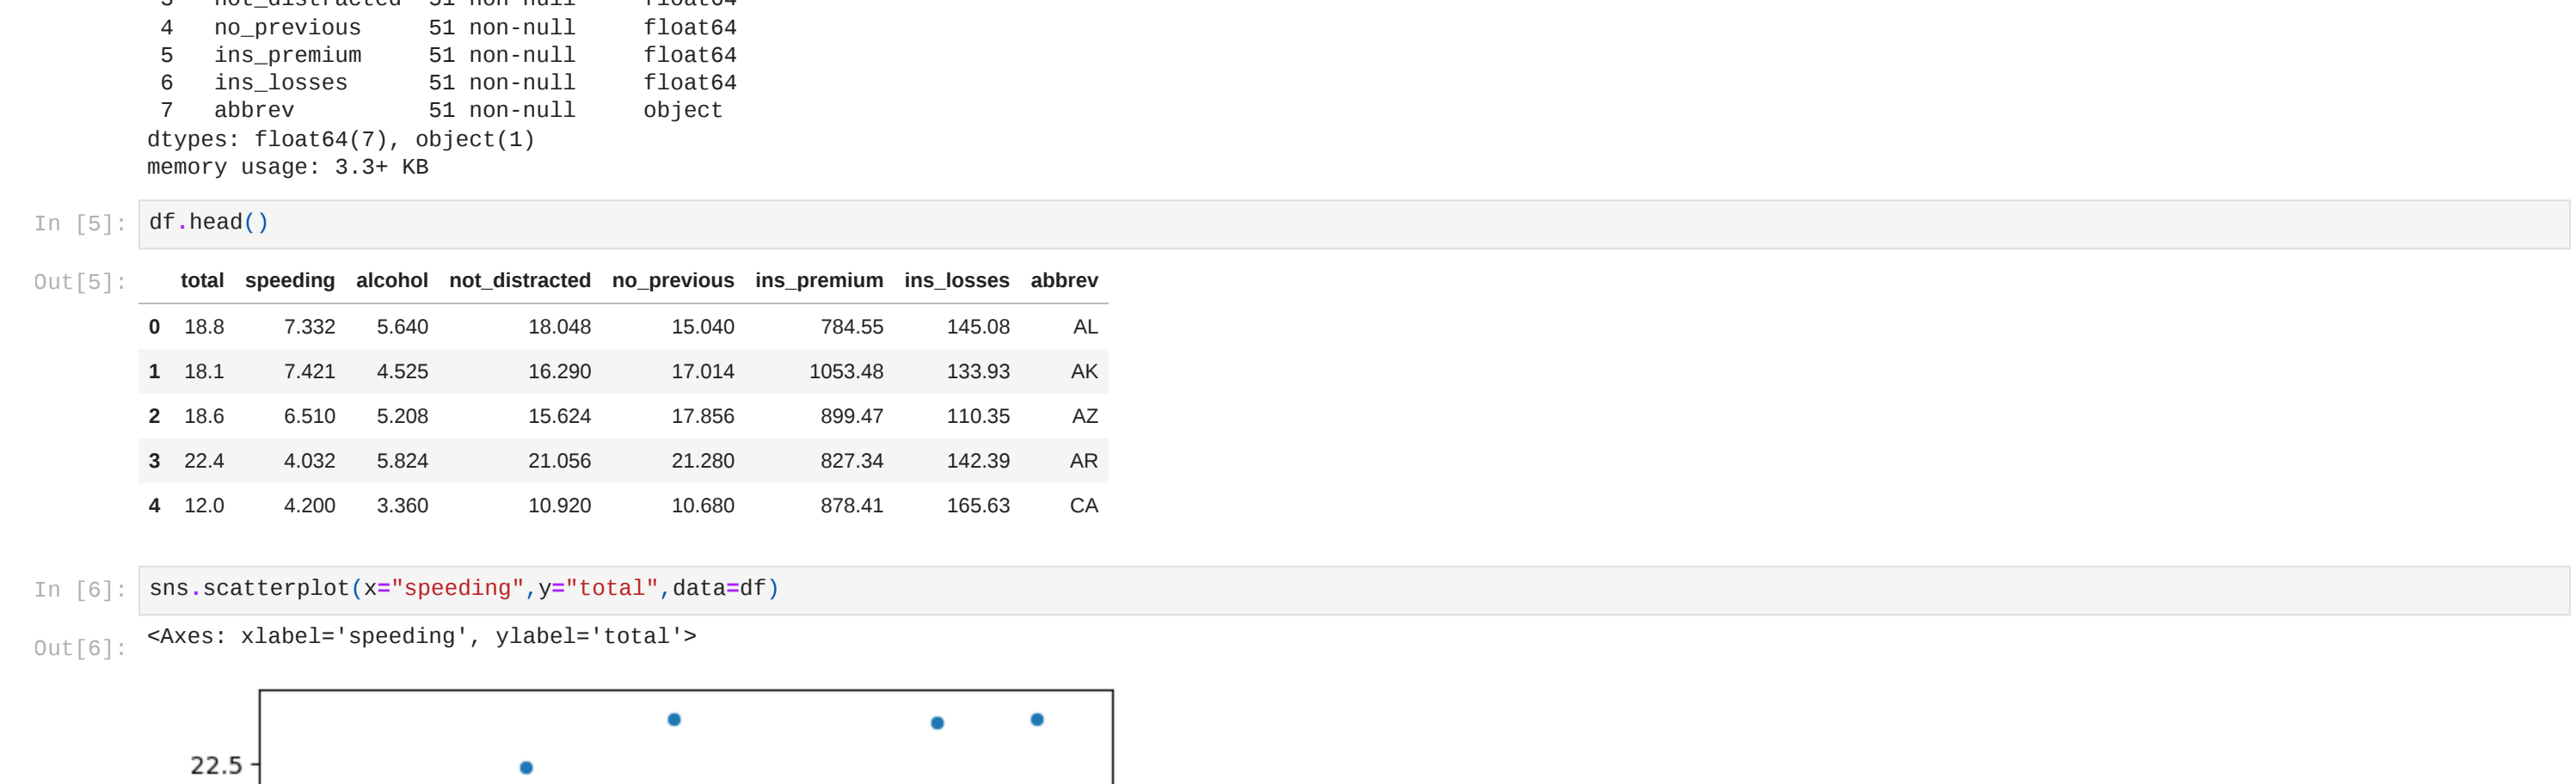 3 not_distracted 51 non-null float64
4 no_previous 51 non-null float64
5 ins_premium 51 non-null float64
6 ins_losses 51 non-null float64
7 abbrev 51 non-null object
dtypes: float64(7), object(1)
memory usage: 3.3+ KB
In [5]: df.head()
Out[5]: total speeding alcohol not_distracted no_previous ins_premium ins_losses abbrev
0 18.8 7.332 5.640 18.048 15.040 784.55 145.08 AL
1 18.1 7.421 4.525 16.290 17.014 1053.48 133.93 AK
2 18.6 6.510 5.208 15.624 17.856 899.47 110.35 AZ
3 22.4 4.032 5.824 21.056 21.280 827.34 142.39 AR
4 12.0 4.200 3.360 10.920 10.680 878.41 165.63 CA
In [6]: sns.scatterplot(x="speeding",y="total",data=df)
Out[6]: <Axes: xlabel='speeding', ylabel='total'>
22.5